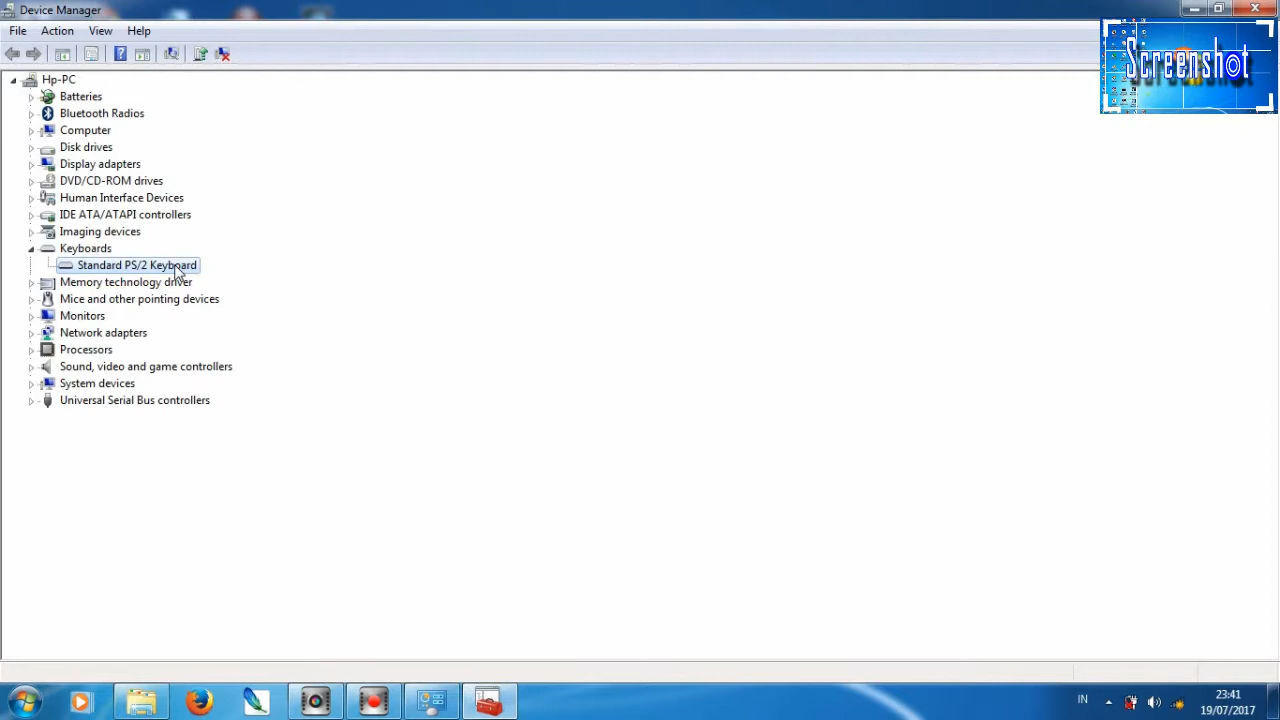 Device Manager
File Action View Help
Screenshot
Hp-PC
Batteries
Bluetooth Radios
Computer
Disk drives
Display adapters
DVD/CD-ROM drives
Human Interface Devices
IDE ATA/ATAPI controllers
Imaging devices
Keyboards
Standard PS/2 Keyboard
Memory technology driver
Mice and other pointing devices
Monitors
Network adapters
Processors
Sound, video and game controllers
System devices
Universal Serial Bus controllers
IN
23:41
19/07/2017